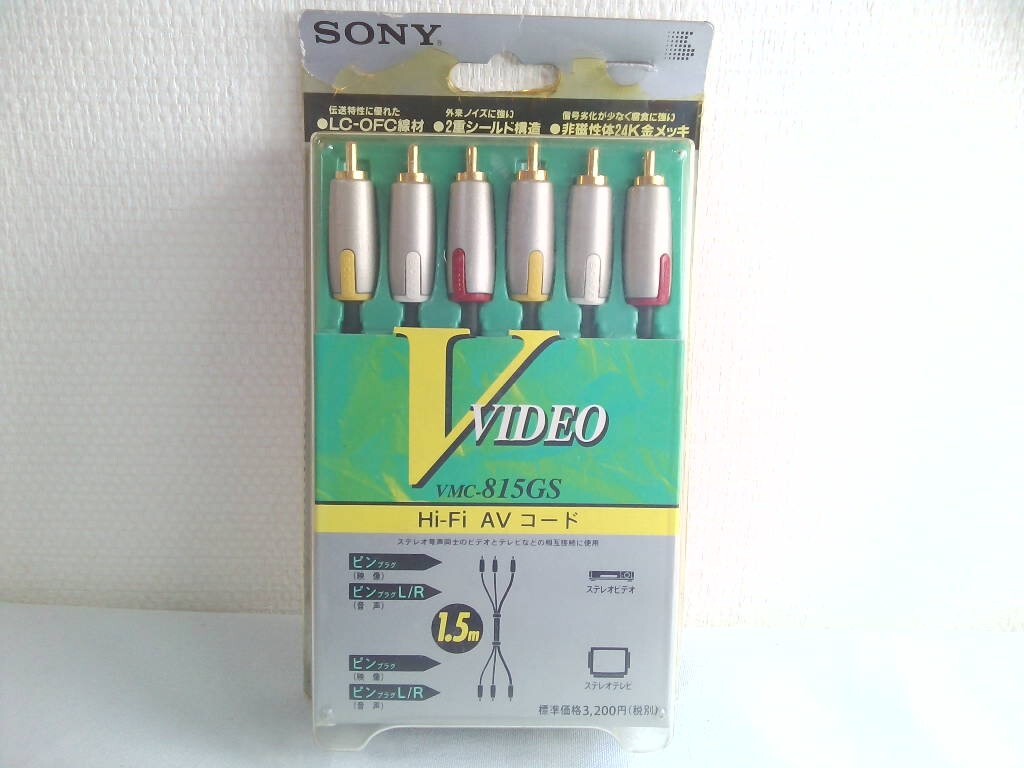 SONY
伝送特性に優れた
●LC-OFC線材
外来ノイズに強い
●2重シールド構造
信号劣化が少なく腐食に強い
●非磁性体24K金メッキ
V
VIDEO
VMC-815GS
Hi-Fi AV コード
ステレオ音声同士のビデオとテレビなどの相互接続に使用
ピンプラグ
(映像)
ピンプラグL/R
(音声)
1.5m
ステレオビデオ
ピンプラグ
(映像)
ピンプラグL/R
(音声)
ステレオテレビ
標準価格3,200円(税別)